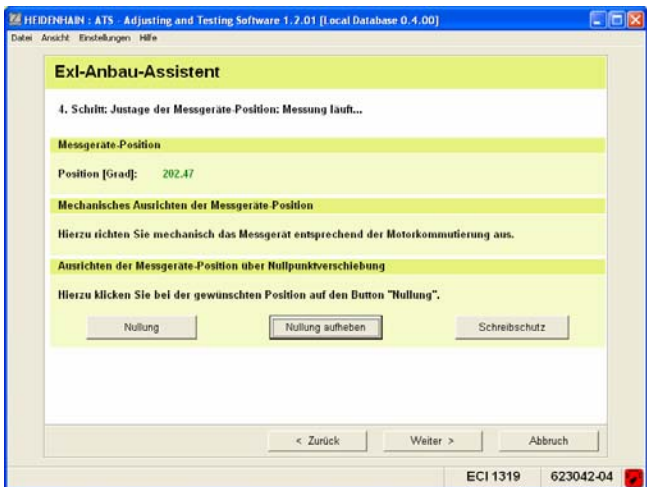 HEIDENHAIN : ATS - Adjusting and Testing Software 1.2.01 [Local Database 0.4.00]
Datei Ansicht Einstellungen Hilfe
ExI-Anbau-Assistent
4. Schritt: Justage der Messgeräte-Position: Messung läuft...
Messgeräte-Position
Position [Grad]: 202.47
Mechanisches Ausrichten der Messgeräte-Position
Hierzu richten Sie mechanisch das Messgerät entsprechend der Motorkommutierung aus.
Ausrichten der Messgeräte-Position über Nullpunktverschiebung
Hierzu klicken Sie bei der gewünschten Position auf den Button "Nullung".
Nullung Nullung aufheben Schreibschutz
< Zurück Weiter > Abbruch
ECI 1319 623042-04